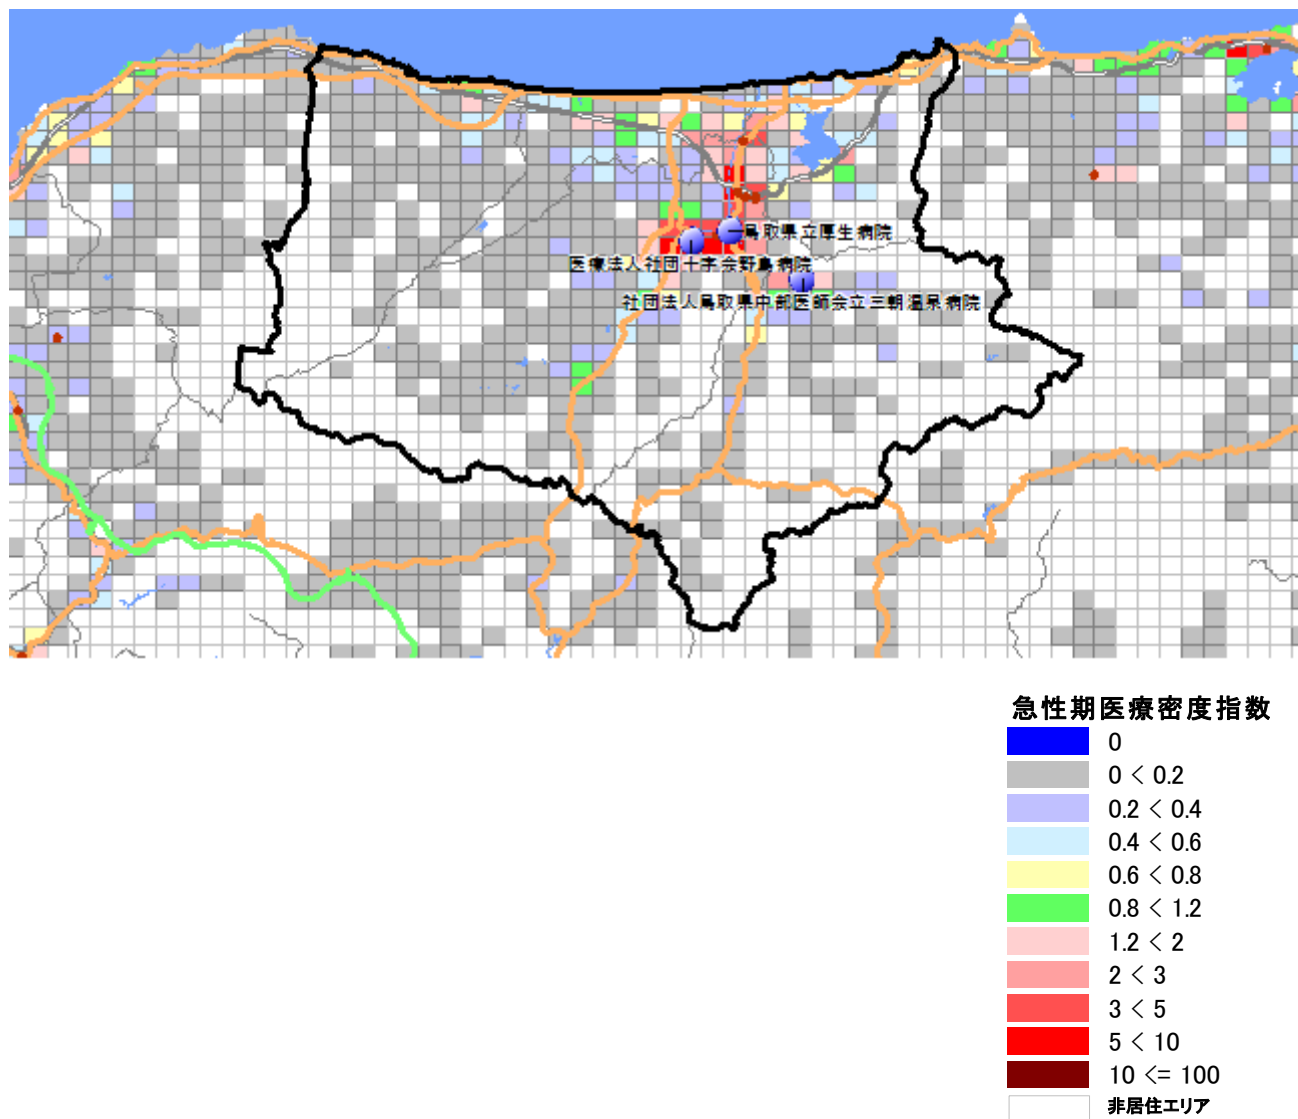 鳥取県立厚生病院
医療法人社団十字会野島病院
社団法人鳥取県中部医師会立三朝温泉病院
急性期医療密度指数
0
0 < 0.2
0.2 < 0.4
0.4 < 0.6
0.6 < 0.8
0.8 < 1.2
1.2 < 2
2 < 3
3 < 5
5 < 10
10 <= 100
非居住エリア